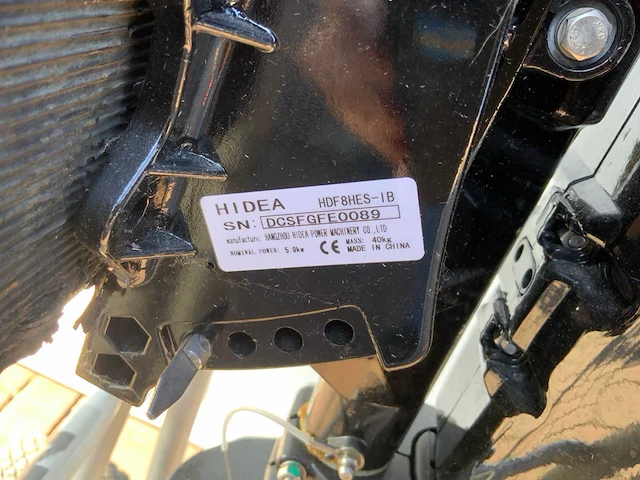 HIDEA HDF8HES-IB
SN: DCSFGFE0089
manufacture: HANGZHOU HIDEA POWER MACHINERY CO.,LTD
NOMINAL POWER: 5.9kw CE MASS: 40kg
MADE IN CHINA